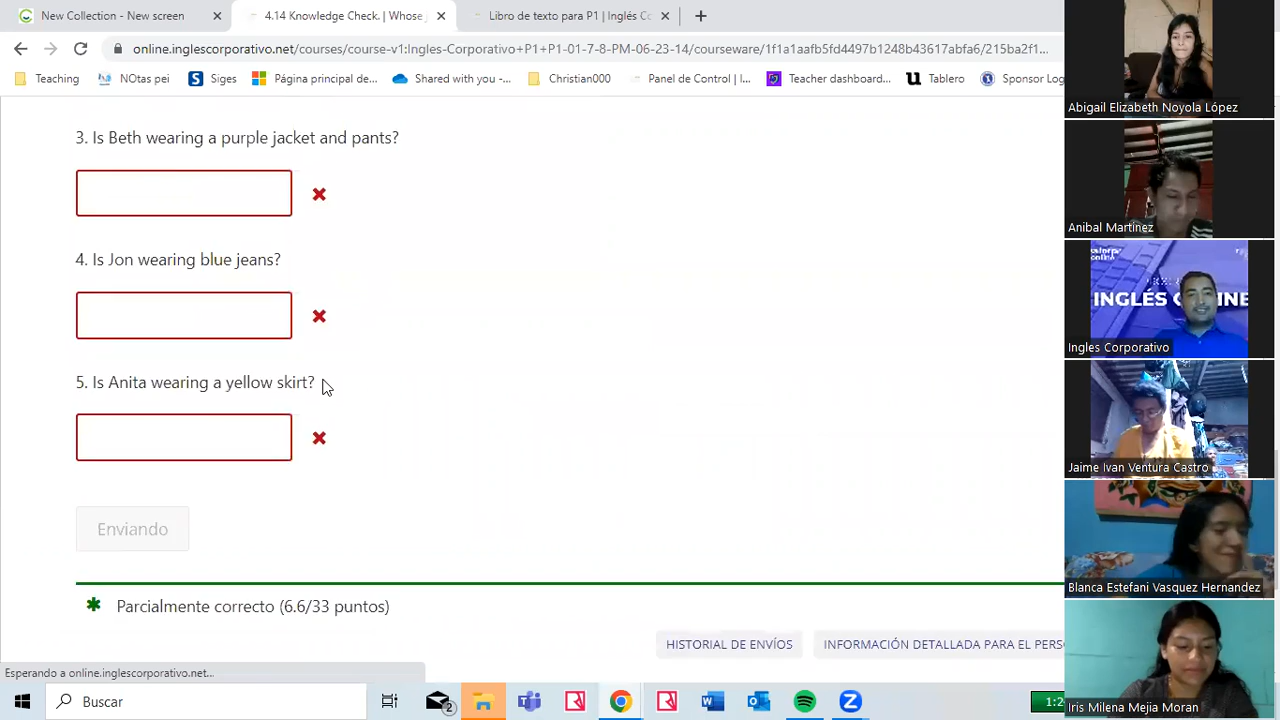 New Collection - New screen
4.14 Knowledge Check. | Whose
Libro de texto para P1 | Inglés Co
online.inglescorporativo.net/courses/course-v1:Ingles-Corporativo+P1+P1-01-7-8-PM-06-23-14/courseware/1f1a1aafb5fd4497b1248b43617abfa6/215ba2f1...
Teaching
NOtas pei
Siges
Página principal de...
Shared with you -...
Christian000
Panel de Control | I...
Teacher dashboard...
Tablero
Sponsor Log
3. Is Beth wearing a purple jacket and pants?
4. Is Jon wearing blue jeans?
5. Is Anita wearing a yellow skirt?
Enviando
Parcialmente correcto (6.6/33 puntos)
HISTORIAL DE ENVÍOS
INFORMACIÓN DETALLADA PARA EL PERS
Esperando a online.inglescorporativo.net...
Buscar
2
Abigail Elizabeth Noyola López
Anibal Martínez
INGLÉS
Ingles Corporativo
Jaime Ivan Ventura Castro
Blanca Estefani Vasquez Hernandez
Iris Milena Mejia Moran